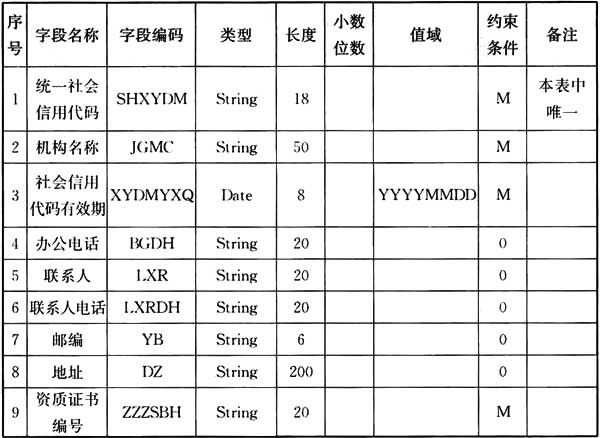 序号 字段名称 字段编码 类型 长度 小数位数 值域 约束条件 备注
1 统一社会信用代码 SHXYDM String 18 M 本表中唯一
2 机构名称 JGMC String 50 M
3 社会信用代码有效期 XYDMYXQ Date 8 YYYYMMDD M
4 办公电话 BGDH String 20 0
5 联系人 LXR String 20 0
6 联系人电话 LXRDH String 20 0
7 邮编 YB String 6 0
8 地址 DZ String 200 0
9 资质证书编号 ZZZSBH String 20 M